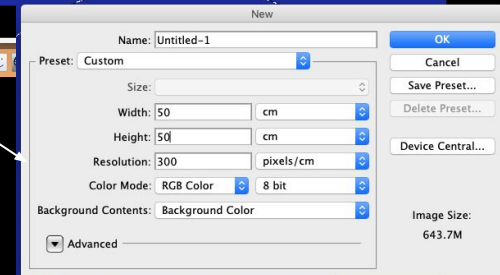 New
Name: Untitled-1
OK
Preset: Custom
Cancel
Size:
Save Preset...
Width: 50 cm
Delete Preset...
Height: 50 cm
Device Central...
Resolution: 300 pixels/cm
Color Mode: RGB Color 8 bit
Background Contents: Background Color
Image Size:
643.7M
Advanced